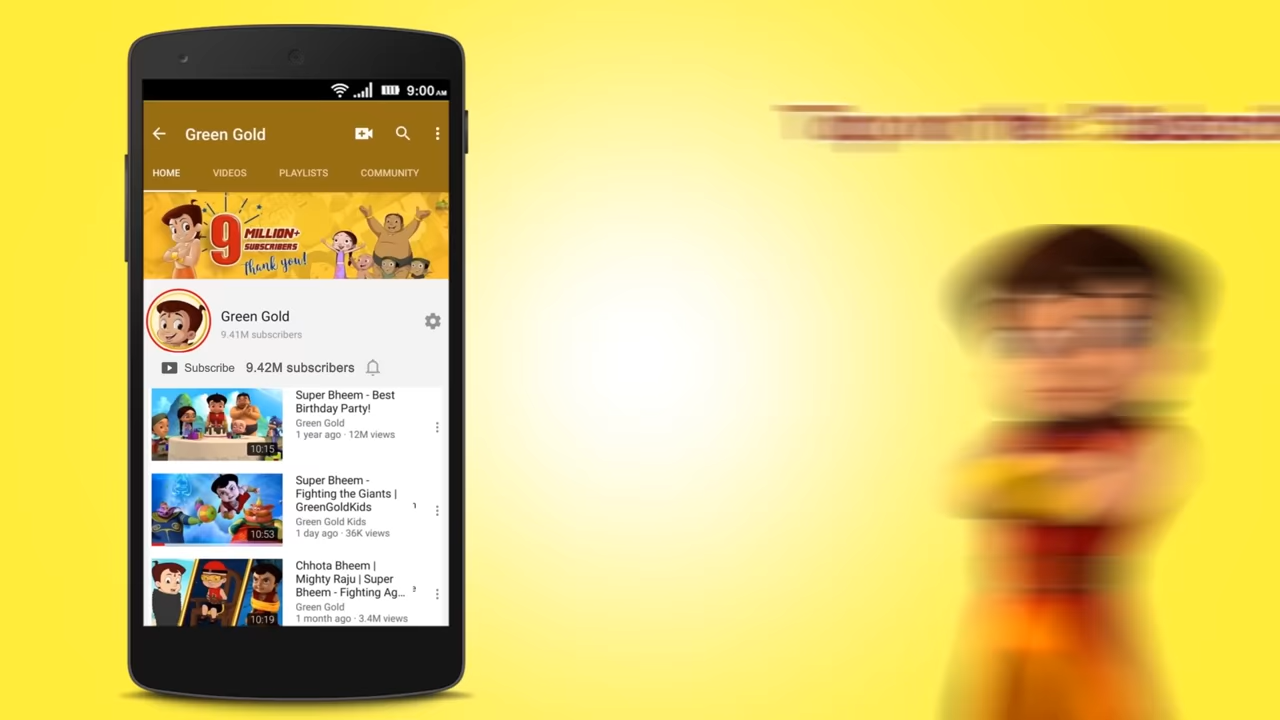 9:00AM
Green Gold
HOME VIDEOS PLAYLISTS COMMUNITY
9 MILLION+
SUBSCRIBERS
Thank you!
Green Gold
9.41M subscribers
Subscribe 9.42M subscribers
Super Bheem - Best
Birthday Party!
Green Gold
1 year ago · 12M views
10:15
Super Bheem -
Fighting the Giants |
GreenGoldKids
Green Gold Kids
1 day ago · 36K views
10:53
Chhota Bheem |
Mighty Raju | Super
Bheem - Fighting Ag...
Green Gold
1 month ago · 3.4M views
10:19